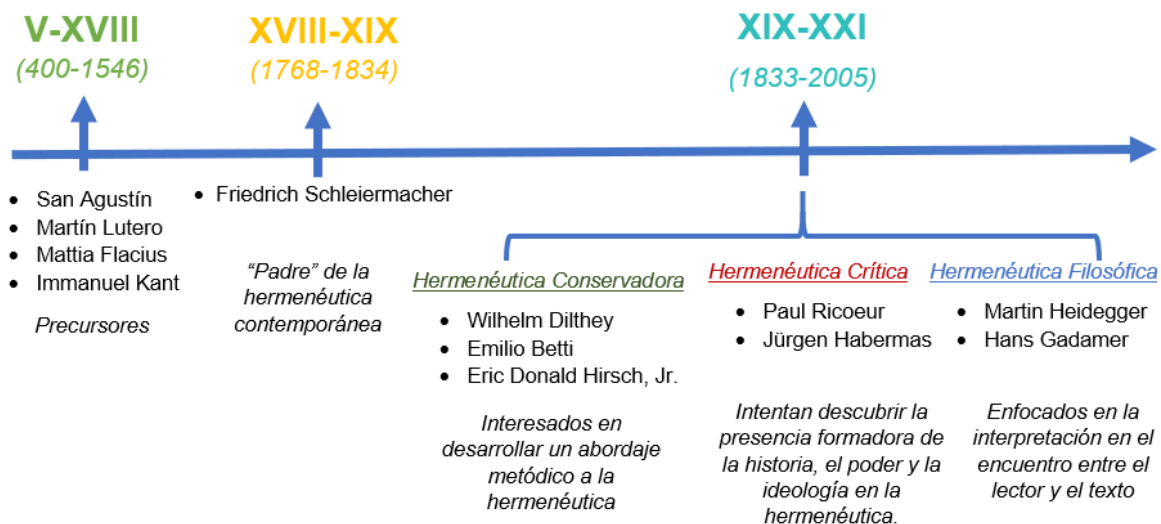 V-XVIII
(400-1546)
XVIII-XIX
(1768-1834)
XIX-XXI
(1833-2005)
• San Agustín
• Martín Lutero
• Mattia Flacius
• Immanuel Kant
Precursores
• Friedrich Schleiermacher
“Padre” de la
hermenéutica
contemporánea
Hermenéutica Conservadora
• Wilhelm Dilthey
• Emilio Betti
• Eric Donald Hirsch, Jr.
Interesados en
desarrollar un abordaje
metódico a la
hermenéutica
Hermenéutica Crítica
• Paul Ricoeur
• Jürgen Habermas
Intentan descubrir la
presencia formadora de
la historia, el poder y la
ideología en la
hermenéutica.
Hermenéutica Filosófica
• Martin Heidegger
• Hans Gadamer
Enfocados en la
interpretación en el
encuentro entre el
lector y el texto